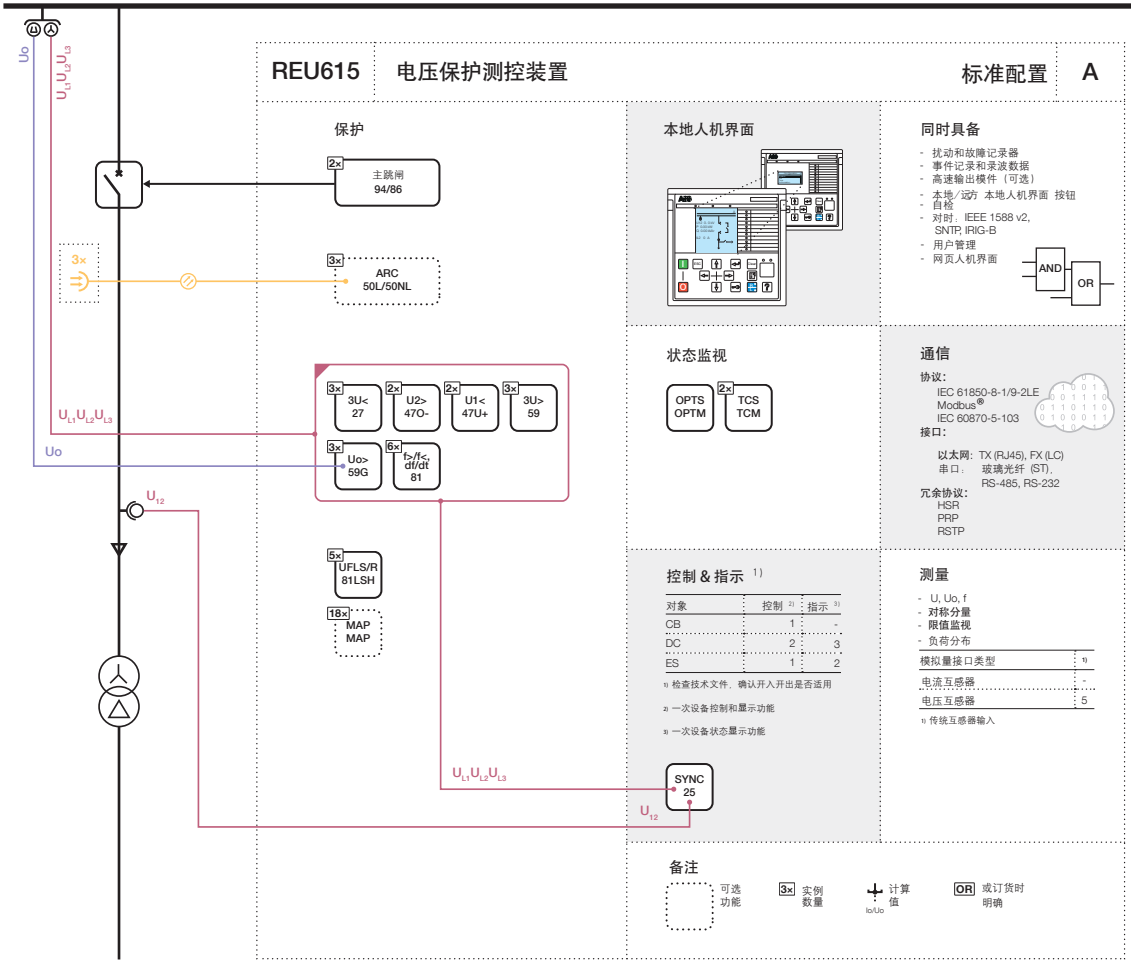 Uo
UL1UL2UL3
REU615
电压保护测控装置
标准配置
A
保护
2×
主跳闸
94/86
3×
3×
ARC
50L/50NL
本地人机界面
ABB
ABB
同时具备
- 扰动和故障记录器
- 事件记录和录波数据
- 高速输出模件（可选）
- 本地/远方 本地人机界面 按钮
- 自检
- 对时: IEEE 1588 v2,
SNTP, IRIG-B
- 用户管理
- 网页人机界面
AND
OR
UL1UL2UL3
Uo
3×
3U<
27
2×
U2>
47O-
2×
U1<
47U+
3×
3U>
59
3×
Uo>
59G
6×
f>/f<,
df/dt
81
U12
5×
UFLS/R
81LSH
18×
MAP
MAP
状态监视
OPTS
OPTM
2×
TCS
TCM
通信
协议:
IEC 61850-8-1/9-2LE
Modbus®
IEC 60870-5-103
接口:
以太网: TX (RJ45), FX (LC)
串口: 玻璃光纤 (ST),
RS-485, RS-232
冗余协议:
HSR
PRP
RSTP
控制 & 指示 1)
对象 控制 2) 指示 3)
CB 1 -
DC 2 3
ES 1 2
1) 检查技术文件，确认开入开出是否适用
2) 一次设备控制和显示功能
3) 一次设备状态显示功能
UL1UL2UL3
U12
SYNC
25
测量
- U, Uo, f
- 对称分量
- 限值监视
- 负荷分布
模拟量接口类型 1)
电流互感器 -
电压互感器 5
1) 传统互感器输入
备注
可选
功能
3×
实例
数量
Io/Uo
计算
值
OR
或订货时
明确